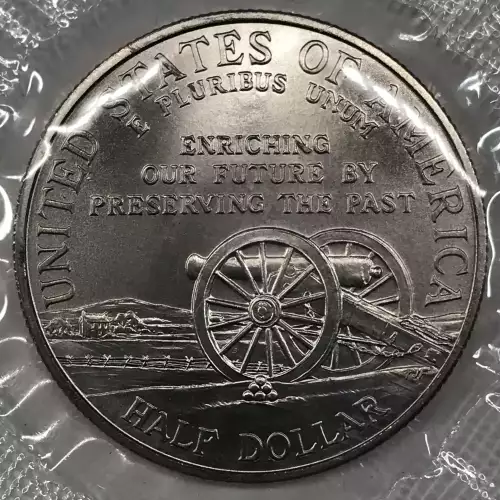 UNITED STATES OF AMERICA
E PLURIBUS UNUM
ENRICHING
OUR FUTURE BY
PRESERVING THE PAST
HALF DOLLAR